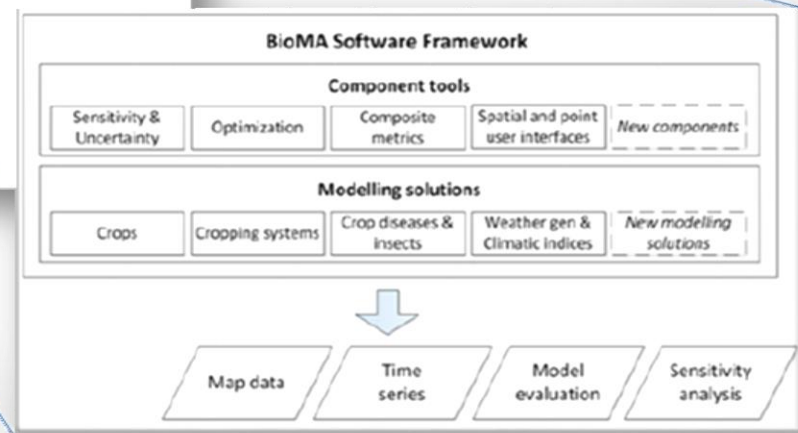 BioMA Software Framework
Component tools
Sensitivity &
Uncertainty
Optimization
Composite
metrics
Spatial and point
user interfaces
New components
Modelling solutions
Crops
Cropping systems
Crop diseases &
insects
Weather gen &
Climatic indices
New modelling
solutions
Map data
Time
series
Model
evaluation
Sensitivity
analysis